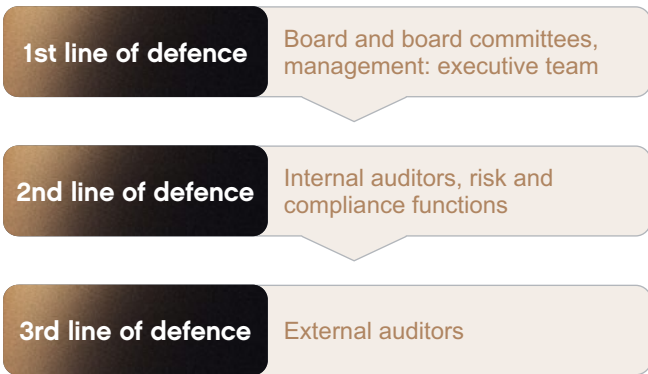 1st line of defence
Board and board committees,
management: executive team
2nd line of defence
Internal auditors, risk and
compliance functions
3rd line of defence
External auditors